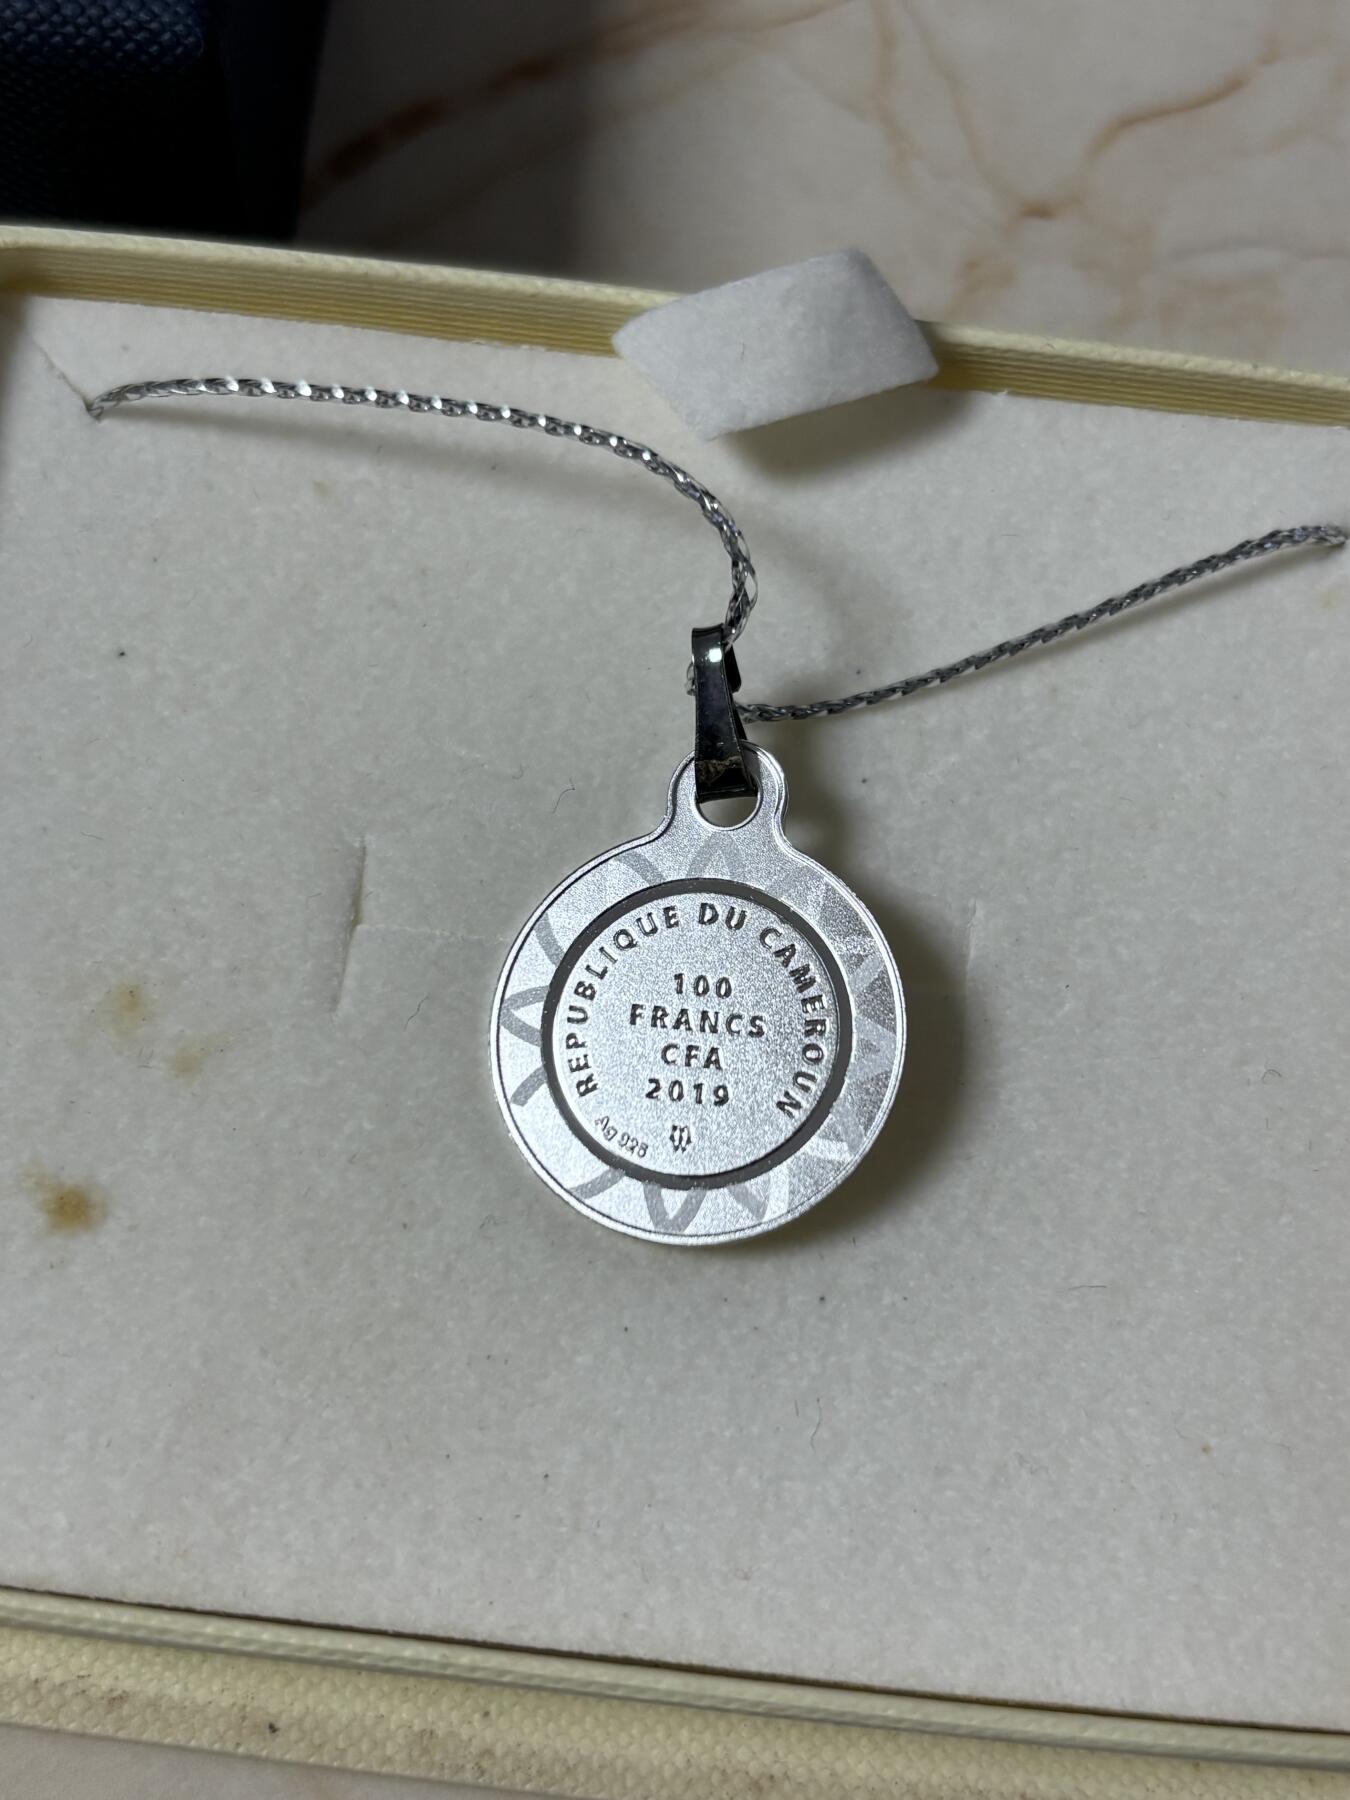 REPUBLIQUE DU CAMEROUN
100
FRANCS
CFA
2019
Ag 925